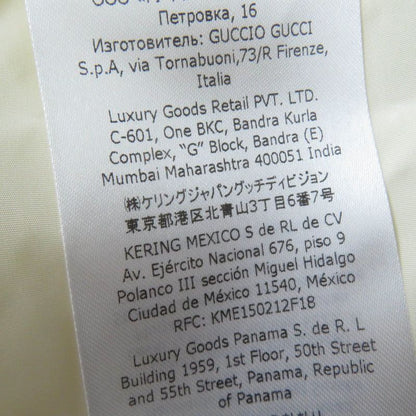 Петровка, 16
Изготовитель: GUCCIO GUCCI
S.p.A, via Tornabuoni,73/R Firenze,
Italia
Luxury Goods Retail PVT. LTD.
C-601, One BKC, Bandra Kurla
Complex, “G” Block, Bandra (E)
Mumbai Maharashtra 400051 India
㈱ケリングジャパングッチディビジョン
東京都港区北青山3丁目6番7号
KERING MEXICO S de RL de CV
Av. Ejército Nacional 676, piso 9
Polanco III sección Miguel Hidalgo
Ciudad de México 11540, México
RFC: KME150212F18
Luxury Goods Panama S. de R. L
Building 1959, 1st Floor, 50th Street
and 55th Street, Panama, Republic
of Panama